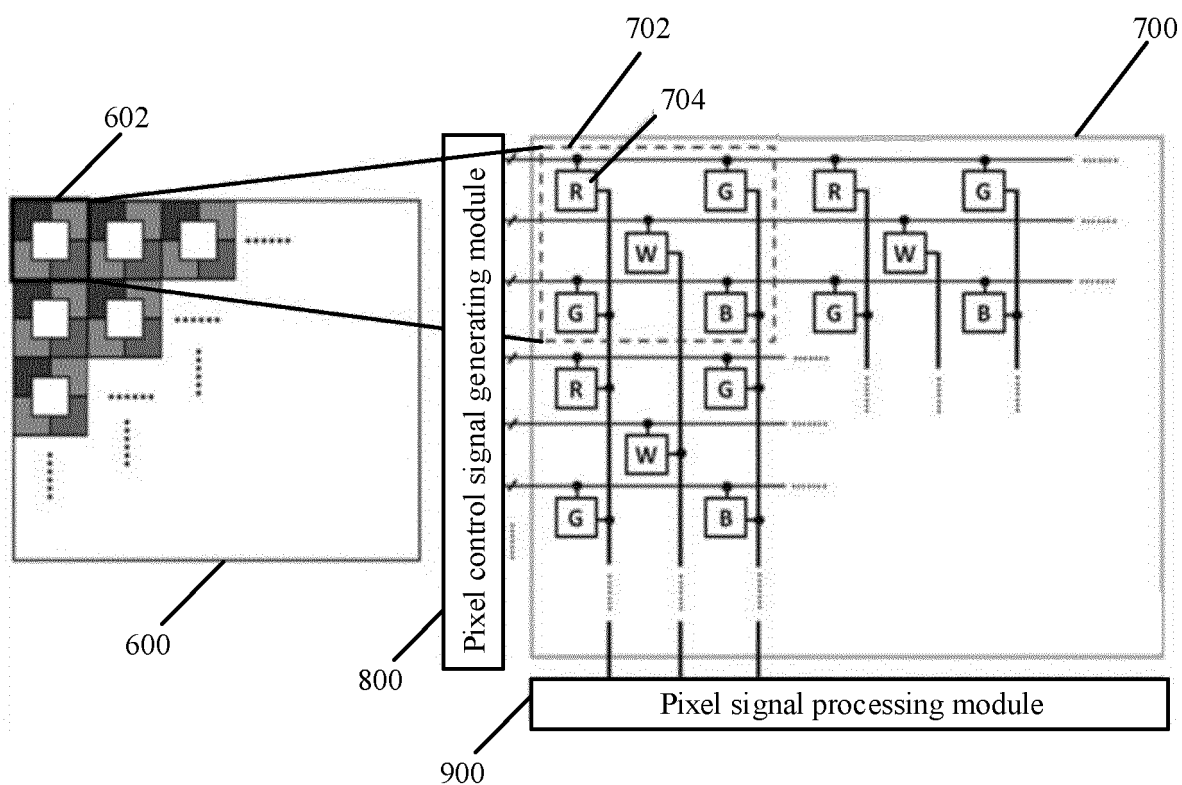 702
700
602
704
R G R G
W W
G B G B
R G
W
G B
Pixel control signal generating module
600
800
Pixel signal processing module
900